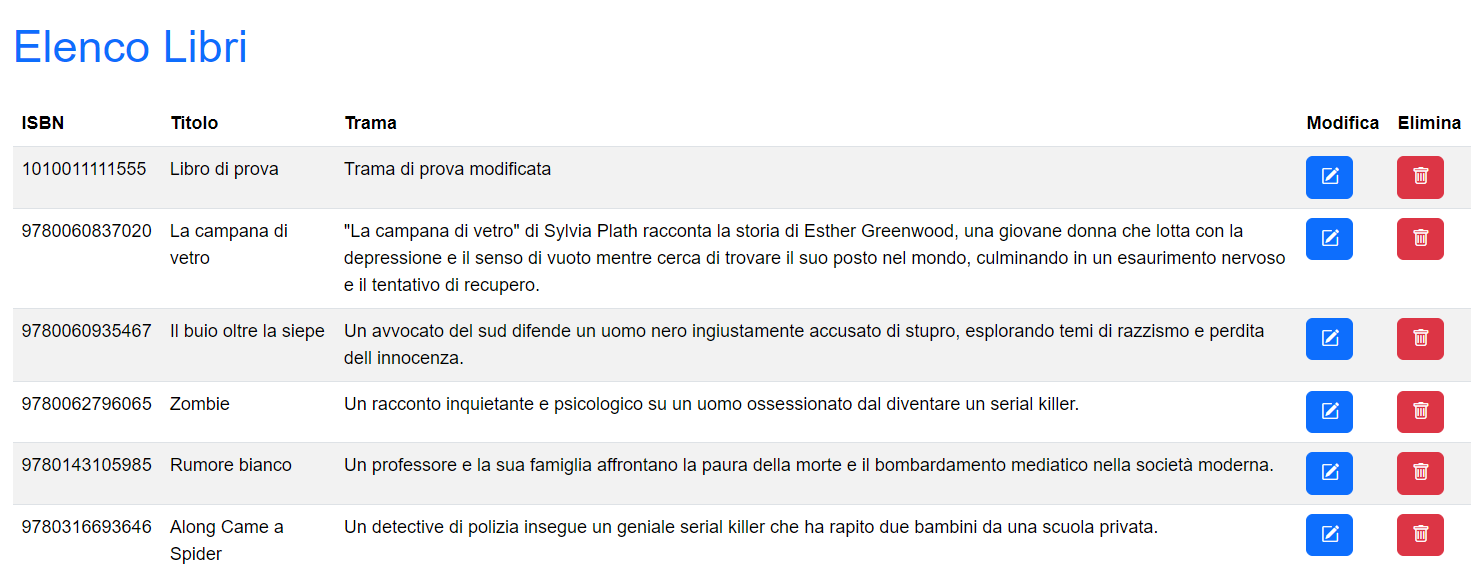 Elenco Libri
ISBN Titolo Trama Modifica Elimina
1010011111555 Libro di prova Trama di prova modificata
9780060837020 La campana di "La campana di vetro" di Sylvia Plath racconta la storia di Esther Greenwood, una giovane donna che lotta con la
vetro depressione e il senso di vuoto mentre cerca di trovare il suo posto nel mondo, culminando in un esaurimento nervoso
e il tentativo di recupero.
9780060935467 Il buio oltre la siepe Un avvocato del sud difende un uomo nero ingiustamente accusato di stupro, esplorando temi di razzismo e perdita
dell innocenza.
9780062796065 Zombie Un racconto inquietante e psicologico su un uomo ossessionato dal diventare un serial killer.
9780143105985 Rumore bianco Un professore e la sua famiglia affrontano la paura della morte e il bombardamento mediatico nella società moderna.
9780316693646 Along Came a Un detective di polizia insegue un geniale serial killer che ha rapito due bambini da una scuola privata.
Spider